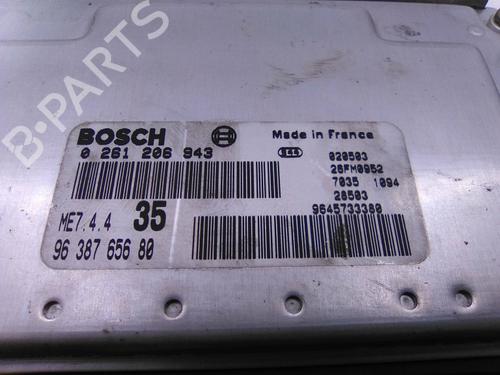 B-PARTS
BOSCH
Made in France
0 261 206 943
020503
26FM0952
7035 1094
28503
9645733380
ME7.4.4 35
96 387 656 80